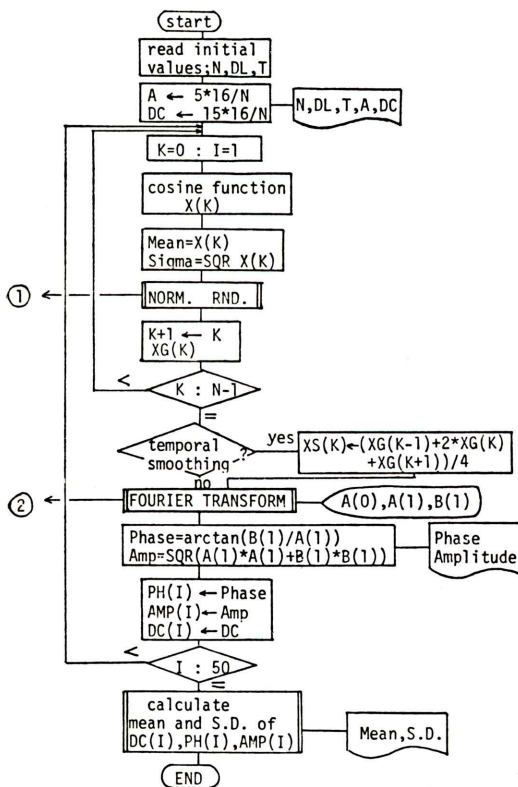 start
read initial
values;N,DL,T
A ← 5*16/N
DC ← 15*16/N
N,DL,T,A,DC
K=0 : I=1
cosine function
X(K)
Mean=X(K)
Sigma=SQR X(K)
①
NORM. RND.
K+1 ← K
XG(K)
<
K : N-1
=
temporal
smoothing ?
yes
XS(K)←(XG(K-1)+2*XG(K)
+XG(K+1))/4
no
②
FOURIER TRANSFORM
A(0),A(1),B(1)
Phase=arctan(B(1)/A(1))
Amp=SQR(A(1)*A(1)+B(1)*B(1))
Phase
Amplitude
PH(I) ← Phase
AMP(I)← Amp
DC(I) ← DC
<
I : 50
=
calculate
mean and S.D. of
DC(I),PH(I),AMP(I)
Mean,S.D.
END